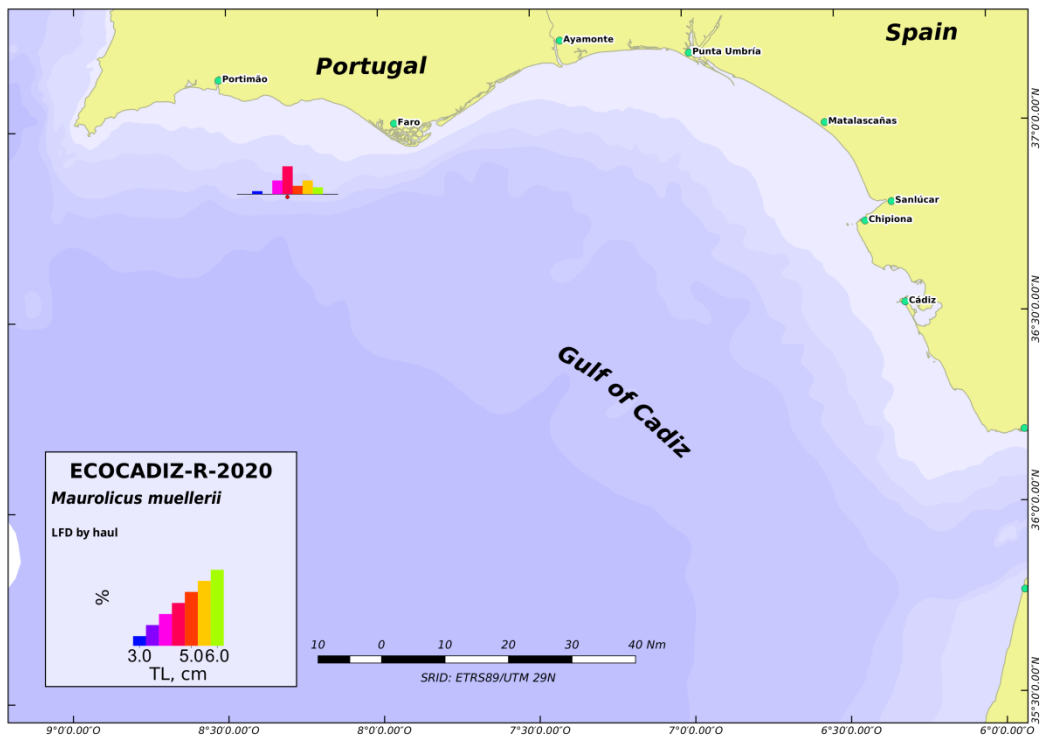 Spain
Ayamonte
Punta Umbría
Portugal
Portimão
Faro
Matalascañas
37°0'0.00"N
Sanlúcar
Chipiona
Cádiz
36°30'0.00"N
Gulf of Cadiz
ECOCADIZ-R-2020
Maurolicus muellerii
LFD by haul
%
3.0 5.0 6.0
TL, cm
36°0'0.00"N
10 0 10 20 30 40 Nm
SRID: ETRS89/UTM 29N
35°30'0.00"N
9°0'0.00"O 8°30'0.00"O 8°0'0.00"O 7°30'0.00"O 7°0'0.00"O 6°30'0.00"O 6°0'0.00"O